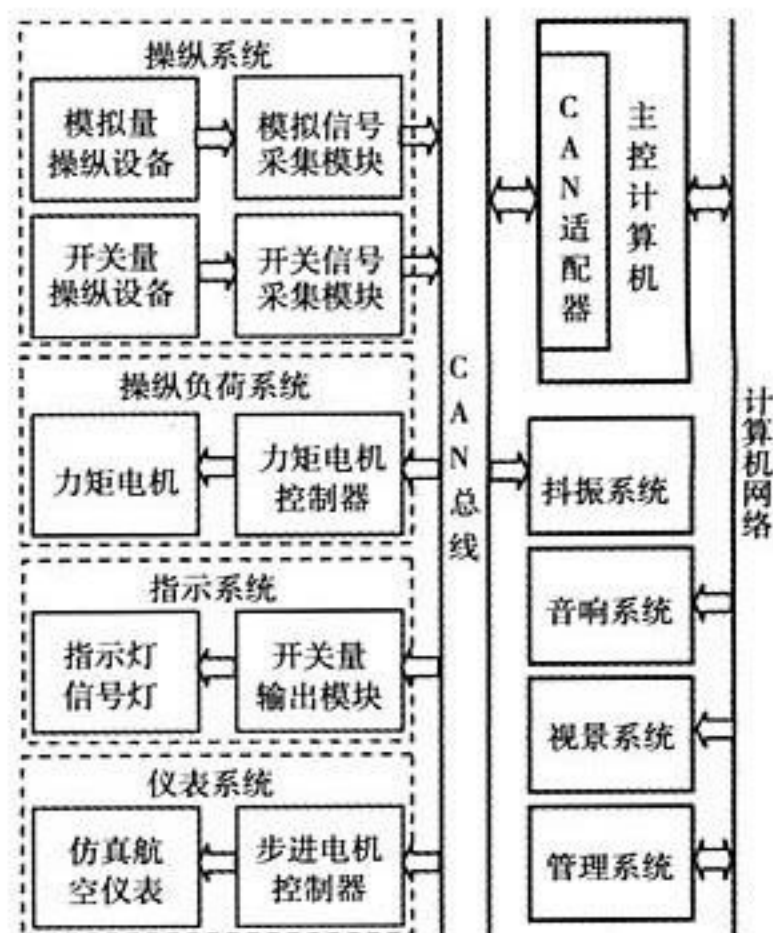 操纵系统
模拟量
操纵设备
模拟信号
采集模块
开关量
操纵设备
开关信号
采集模块
操纵负荷系统
力矩电机
力矩电机
控制器
指示系统
指示灯
信号灯
开关量
输出模块
仪表系统
仿真航
空仪表
步进电机
控制器
CAN总线
CAN适配器
主控计算机
抖振系统
音响系统
视景系统
管理系统
计算机网络